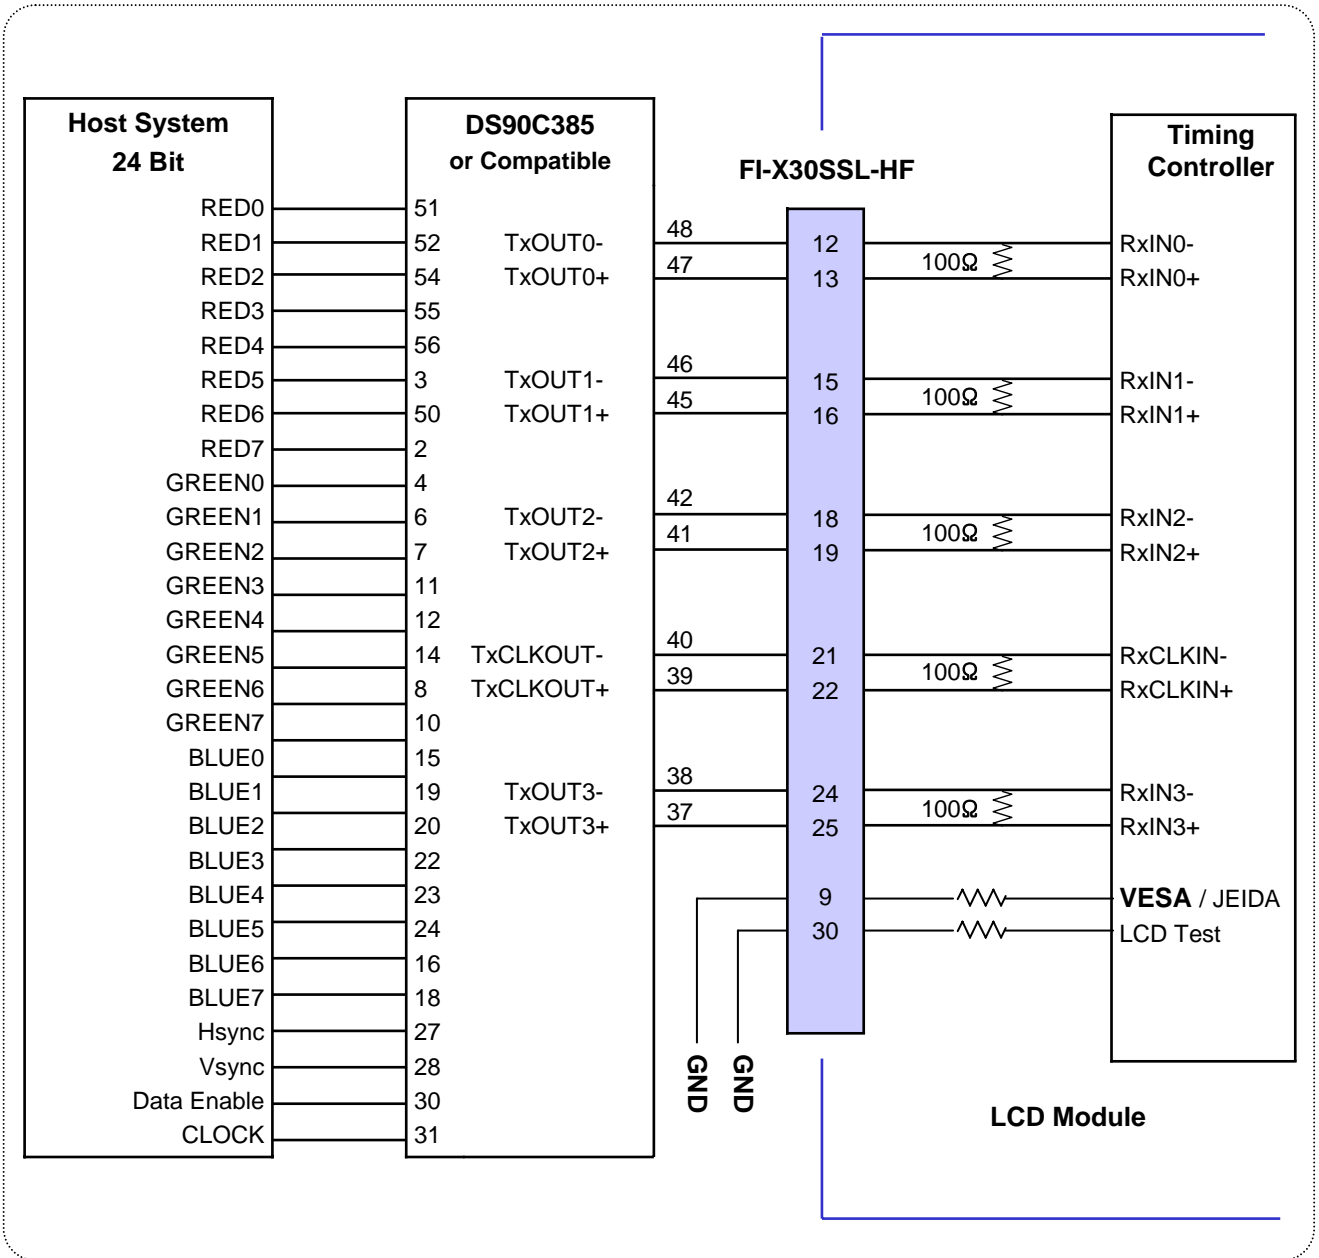 Host System
24 Bit
RED0
RED1
RED2
RED3
RED4
RED5
RED6
RED7
GREEN0
GREEN1
GREEN2
GREEN3
GREEN4
GREEN5
GREEN6
GREEN7
BLUE0
BLUE1
BLUE2
BLUE3
BLUE4
BLUE5
BLUE6
BLUE7
Hsync
Vsync
Data Enable
CLOCK
DS90C385
or Compatible
51
52 TxOUT0-
54 TxOUT0+
55
56
3 TxOUT1-
50 TxOUT1+
2
4
6 TxOUT2-
7 TxOUT2+
11
12
14 TxCLKOUT-
8 TxCLKOUT+
10
15
19 TxOUT3-
20 TxOUT3+
22
23
24
16
18
27
28
30
31
48
47
46
45
42
41
40
39
38
37
GND
GND
FI-X30SSL-HF
12
13
15
16
18
19
21
22
24
25
9
30
100Ω
100Ω
100Ω
100Ω
100Ω
Timing
Controller
RxIN0-
RxIN0+
RxIN1-
RxIN1+
RxIN2-
RxIN2+
RxCLKIN-
RxCLKIN+
RxIN3-
RxIN3+
VESA / JEIDA
LCD Test
LCD Module